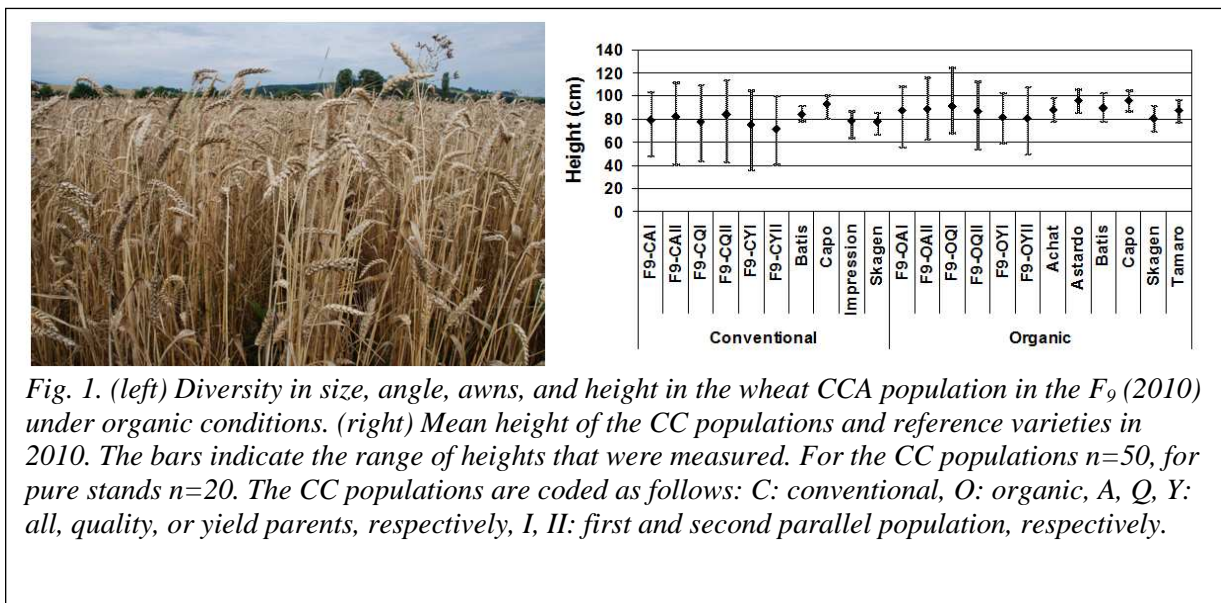 140
120
100
80
60
40
20
0
Height (cm)
F9-CAI
F9-CAII
F9-CQI
F9-CQII
F9-CYI
F9-CYII
Batis
Capo
Impression
Skagen
F9-OAI
F9-OAII
F9-OQI
F9-OQII
F9-OYI
F9-OYII
Achat
Astardo
Batis
Capo
Skagen
Tamaro
Conventional
Organic
Fig. 1. (left) Diversity in size, angle, awns, and height in the wheat CCA population in the F9 (2010)
under organic conditions. (right) Mean height of the CC populations and reference varieties in
2010. The bars indicate the range of heights that were measured. For the CC populations n=50, for
pure stands n=20. The CC populations are coded as follows: C: conventional, O: organic, A, Q, Y:
all, quality, or yield parents, respectively, I, II: first and second parallel population, respectively.